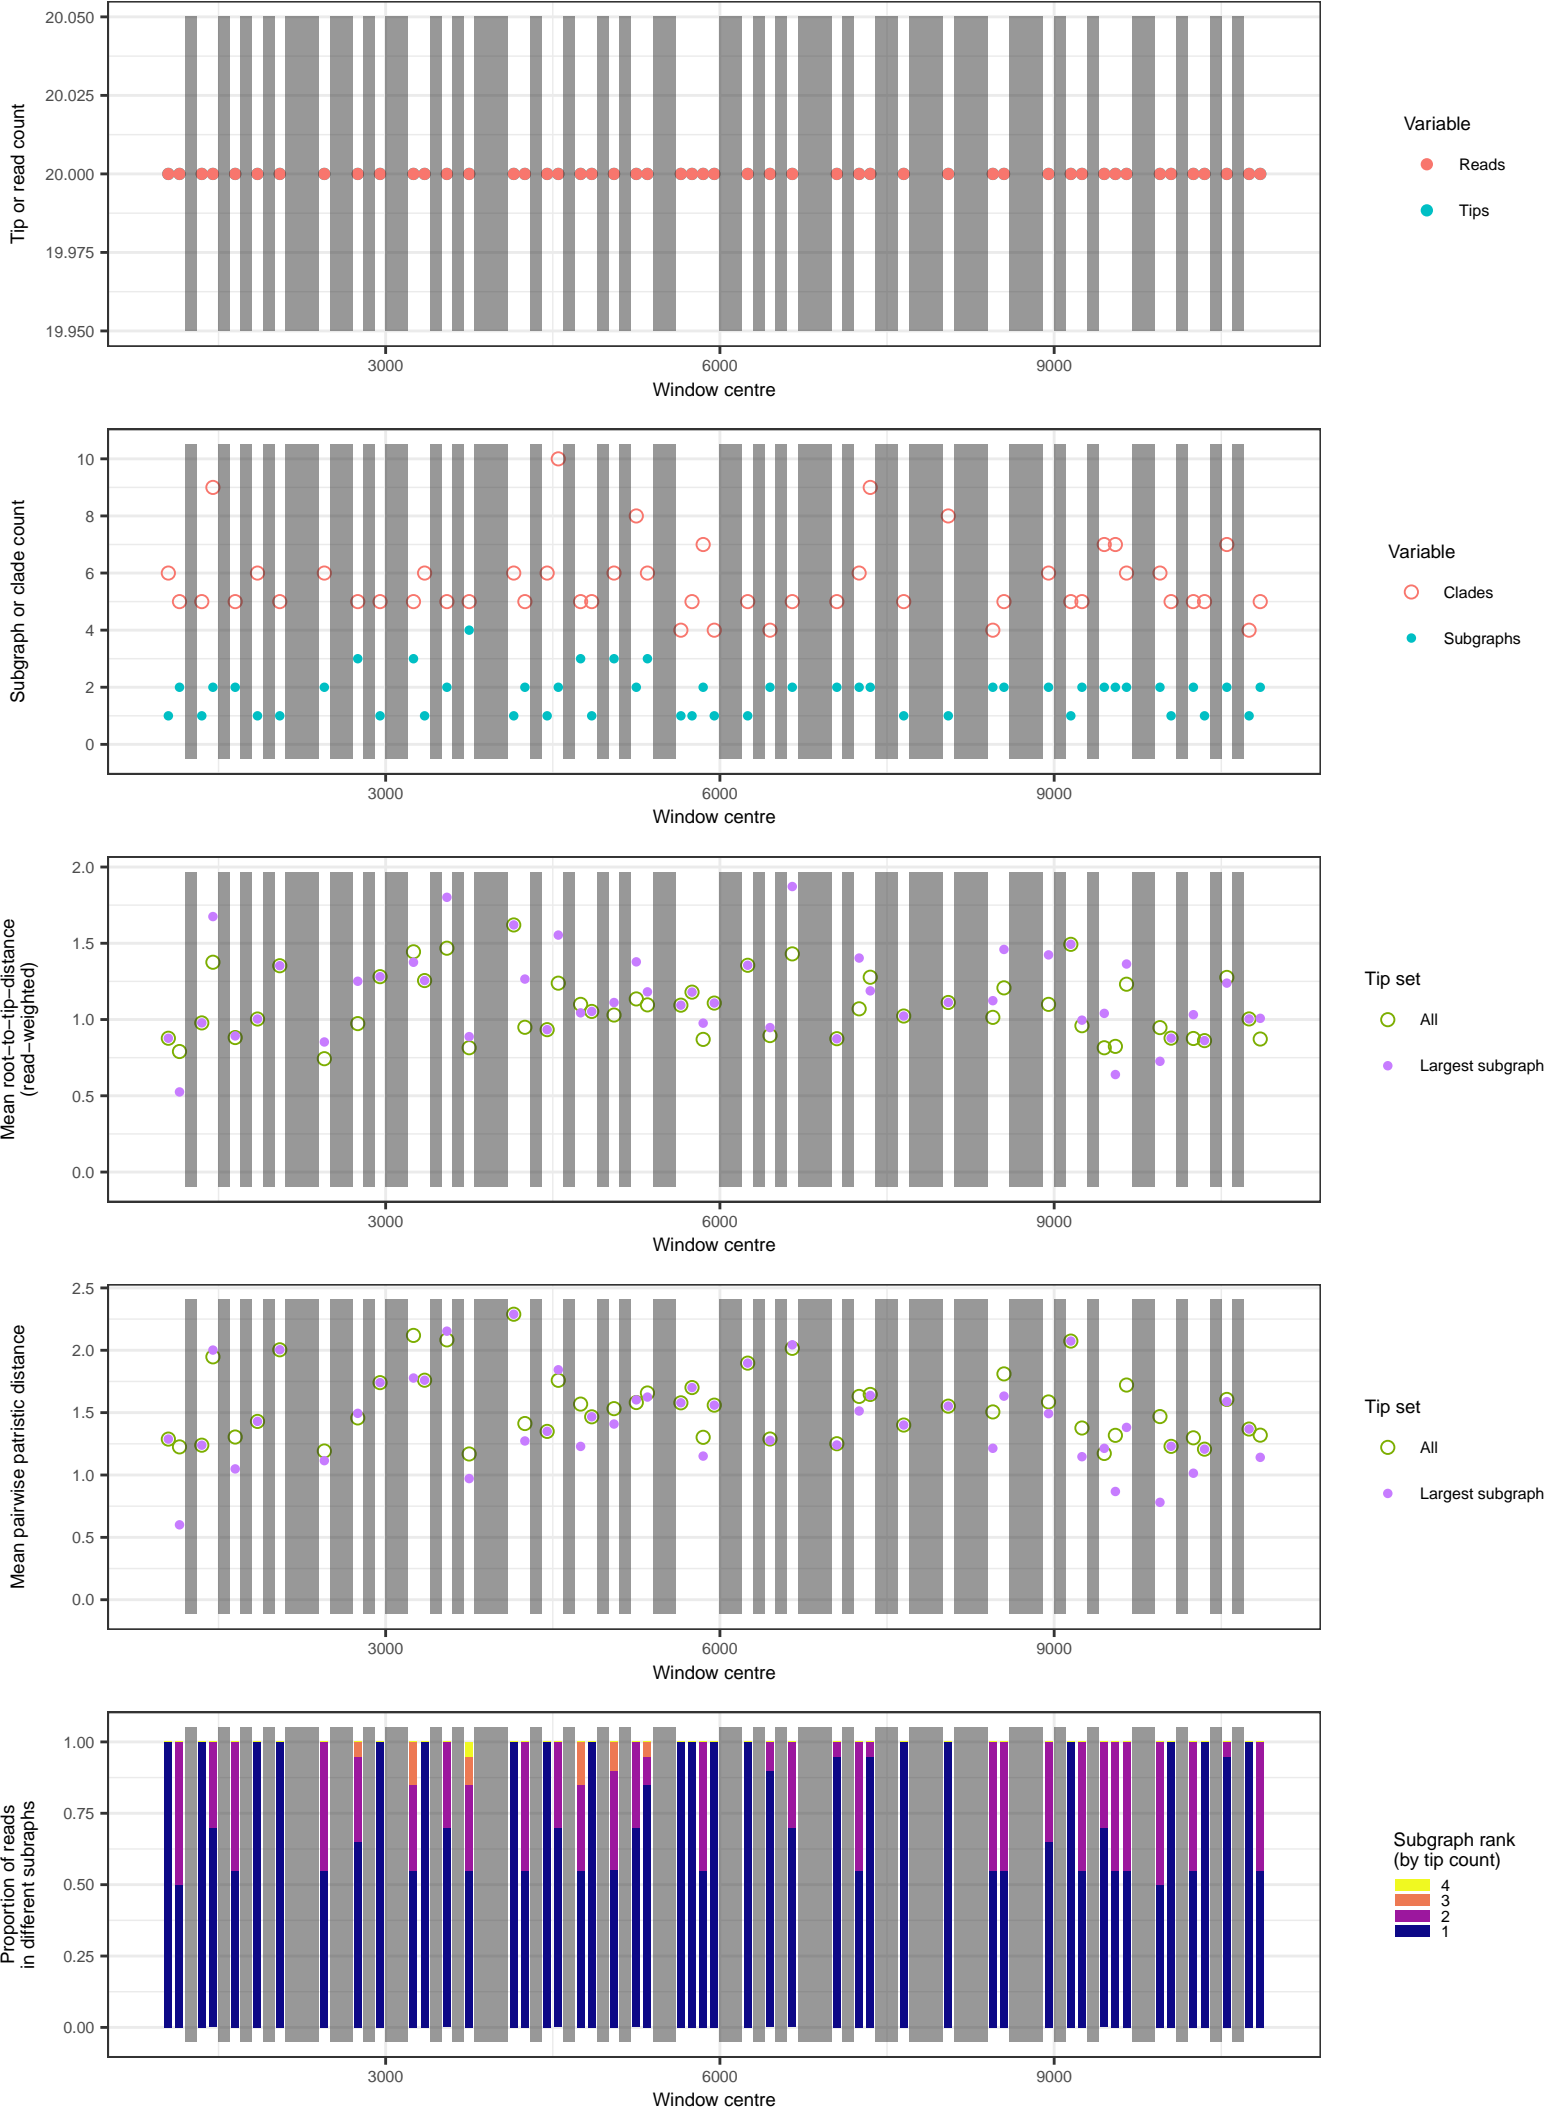 20.050
20.025
20.000
19.975
19.950
Tip or read count
3000
6000
9000
Window centre
Variable
Reads
Tips
10
8
6
4
2
0
Subgraph or clade count
3000
6000
9000
Window centre
Variable
Clades
Subgraphs
2.0
1.5
1.0
0.5
0.0
Mean root−to−tip−distance
(read−weighted)
3000
6000
9000
Window centre
Tip set
All
Largest subgraph
2.5
2.0
1.5
1.0
0.5
0.0
Mean pairwise patristic distance
3000
6000
9000
Window centre
Tip set
All
Largest subgraph
1.00
0.75
0.50
0.25
0.00
Proportion of reads
in different subraphs
3000
6000
9000
Window centre
Subgraph rank
(by tip count)
4
3
2
1